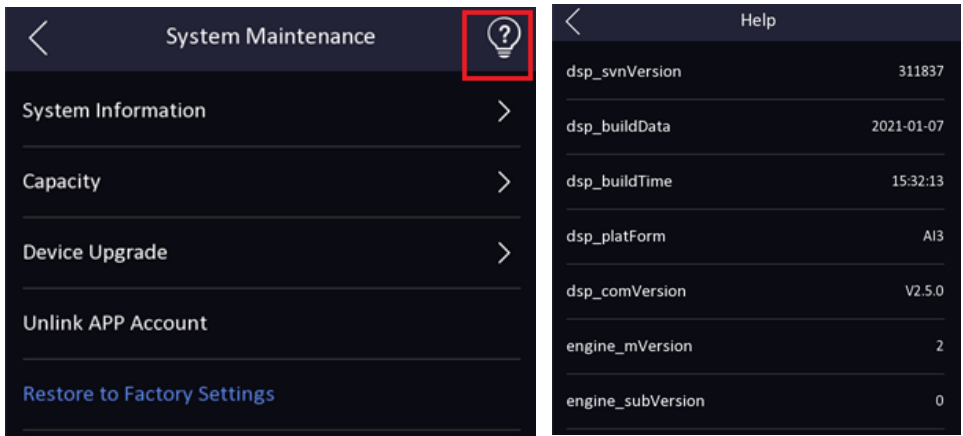 System Maintenance
System Information
Capacity
Device Upgrade
Unlink APP Account
Restore to Factory Settings
Help
dsp_svnVersion 311837
dsp_buildData 2021-01-07
dsp_buildTime 15:32:13
dsp_platForm AI3
dsp_comVersion V2.5.0
engine_mVersion 2
engine_subVersion 0